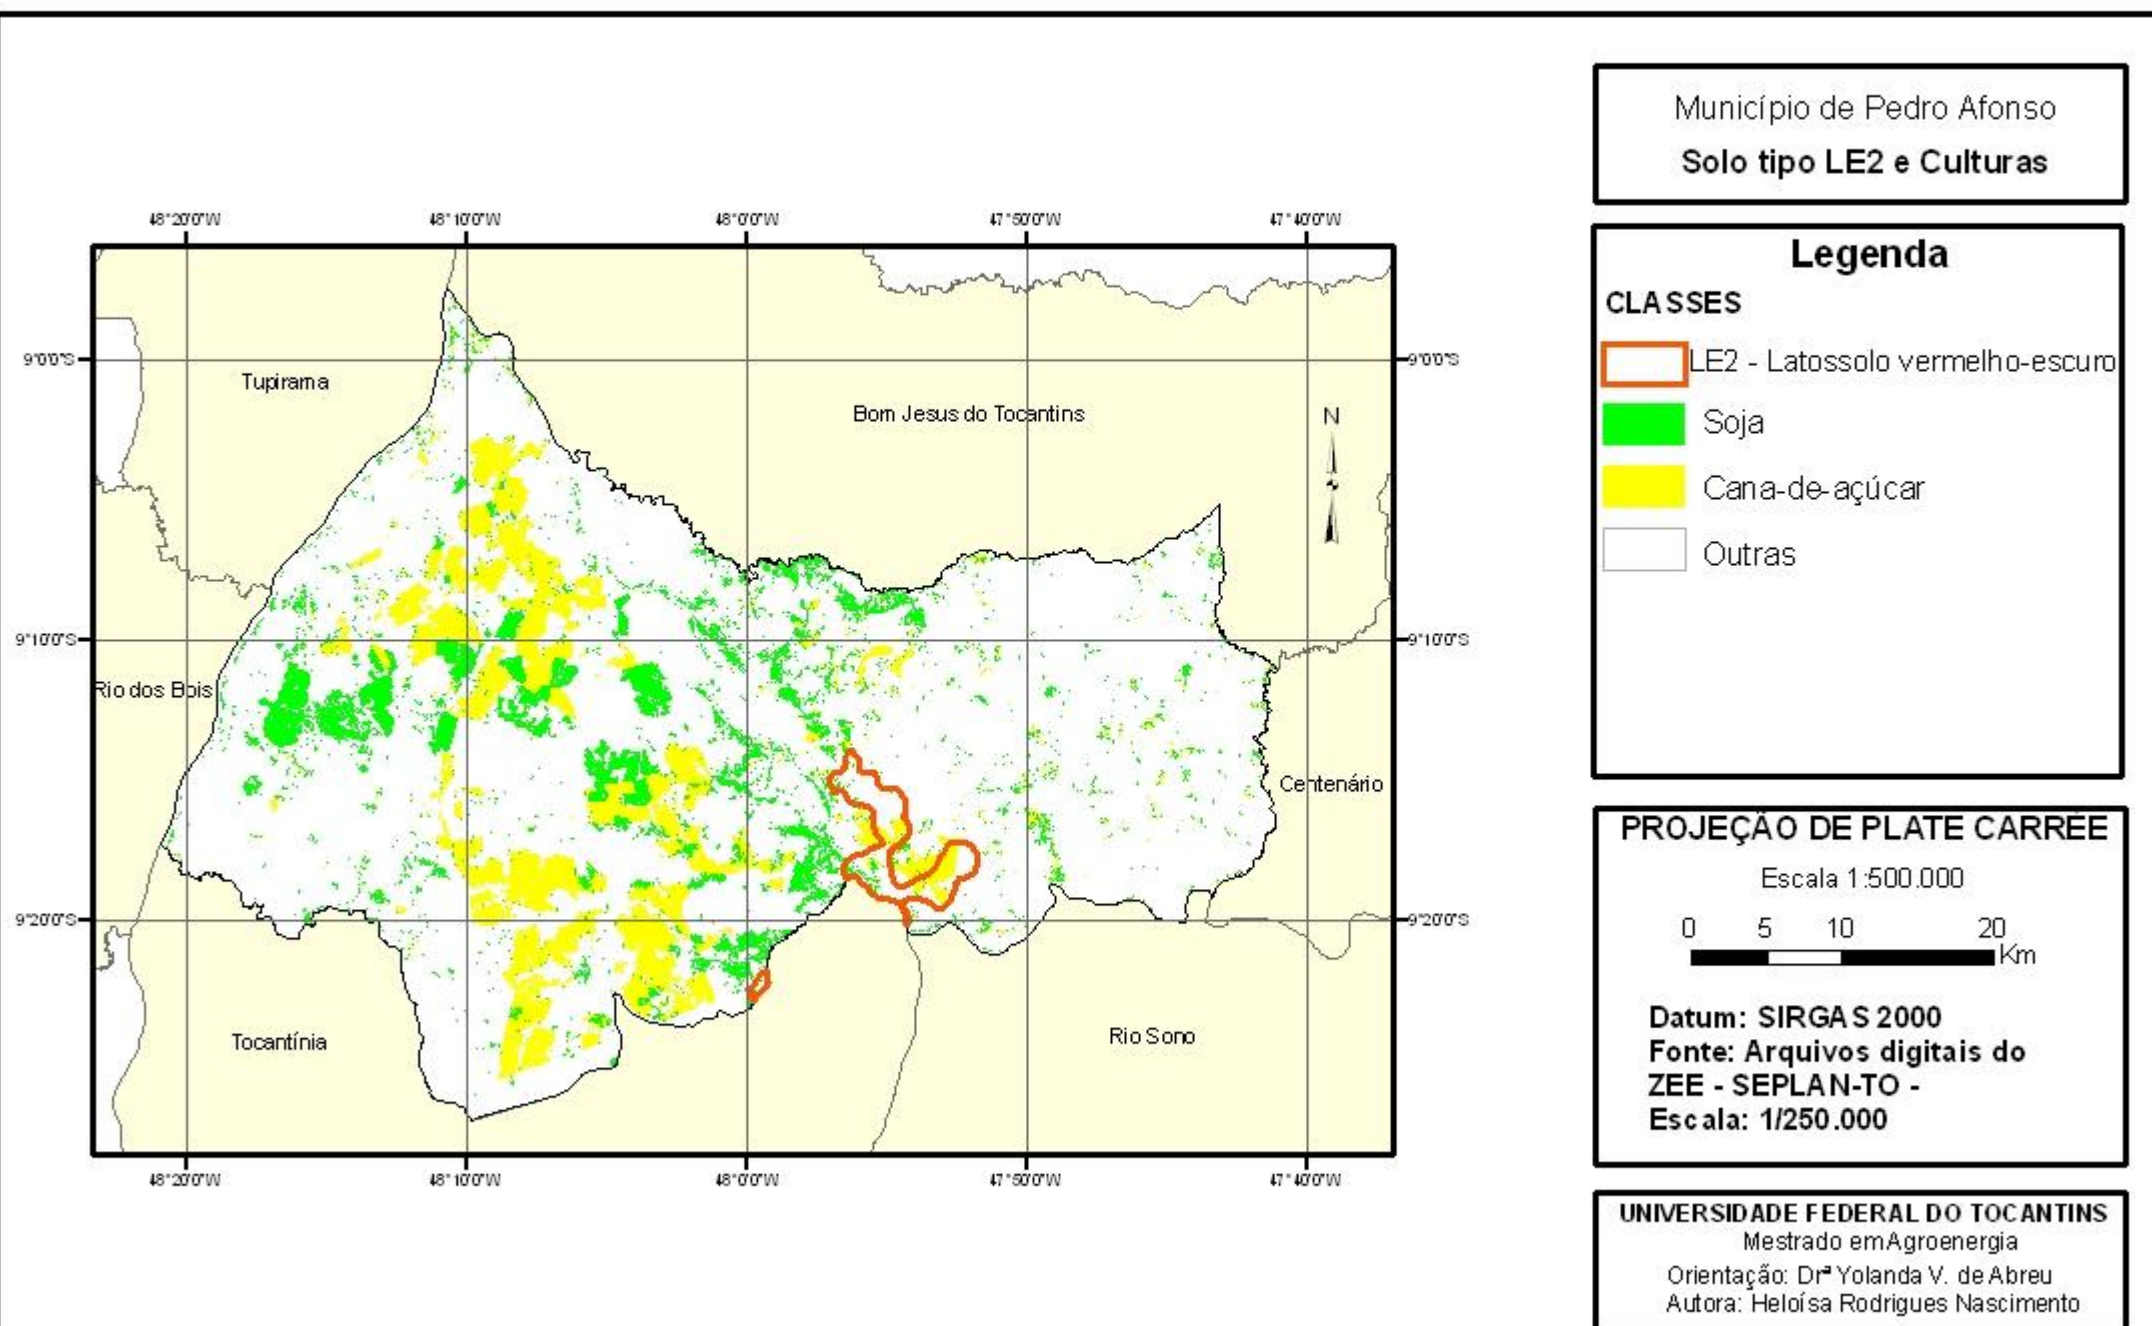 Município de Pedro Afonso
Solo tipo LE2 e Culturas
48°20'0"W 48°10'0"W 48°0'0"W 47°50'0"W 47°40'0"W
9°0'0"S 9°0'0"S
9°10'0"S 9°10'0"S
9°20'0"S 9°20'0"S
48°20'0"W 48°10'0"W 48°0'0"W 47°50'0"W 47°40'0"W
Tupirama
Bom Jesus do Tocantins
N
Rio dos Bois
Centenário
Tocantínia
Rio Sono
Legenda
CLASSES
LE2 - Latossolo vermelho-escuro
Soja
Cana-de-açúcar
Outras
PROJEÇÃO DE PLATE CARRÉE
Escala 1:500.000
0 5 10 20
Km
Datum: SIRGAS 2000
Fonte: Arquivos digitais do
ZEE - SEPLAN-TO -
Escala: 1/250.000
UNIVERSIDADE FEDERAL DO TOCANTINS
Mestrado em Agroenergia
Orientação: Drª Yolanda V. de Abreu
Autora: Heloísa Rodrigues Nascimento